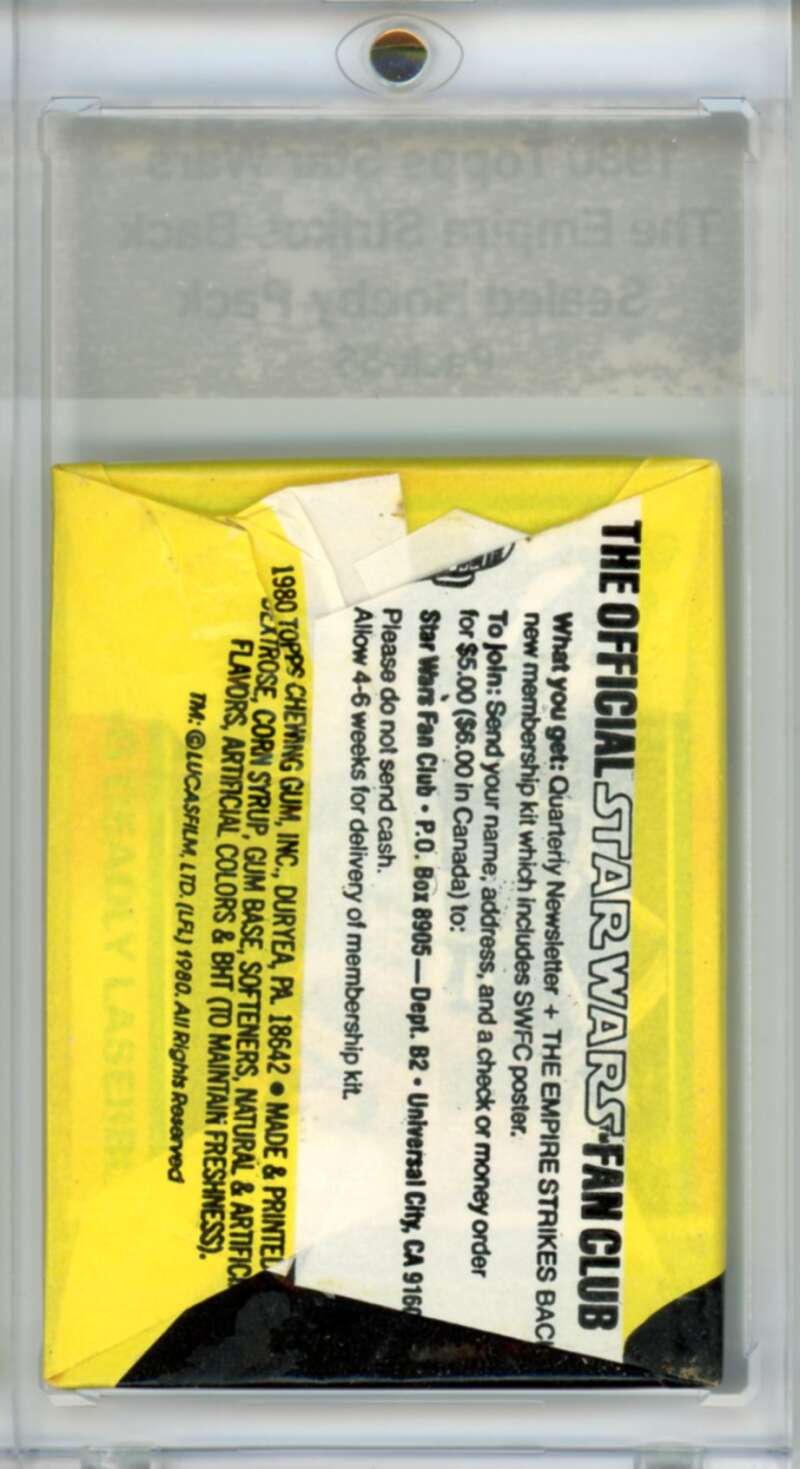 1980 Topps Star Wars
The Empire Strikes Back
Sealed Hobby Pack
THE OFFICIAL STAR WARS FAN CLUB
What you get: Quarterly Newsletter + THE EMPIRE STRIKES BAC
new membership kit which includes SWFC poster.
To join: Send your name, address, and a check or money order
for $5.00 ($6.00 in Canada) to:
Star Wars Fan Club • P.O. Box 8905—Dept. B2 • Universal City, CA 9160
Please do not send cash.
Allow 4-6 weeks for delivery of membership kit.
1980 TOPPS CHEWING GUM, INC., DURYEA, PA. 18642 • MADE & PRINTED
DEXTROSE, CORN SYRUP, GUM BASE, SOFTENERS, NATURAL & ARTIFIC
FLAVORS, ARTIFICIAL COLORS & BHT (TO MAINTAIN FRESHNESS).
TM: © LUCASFILM, LTD. (LFL) 1980. All Rights Reserved